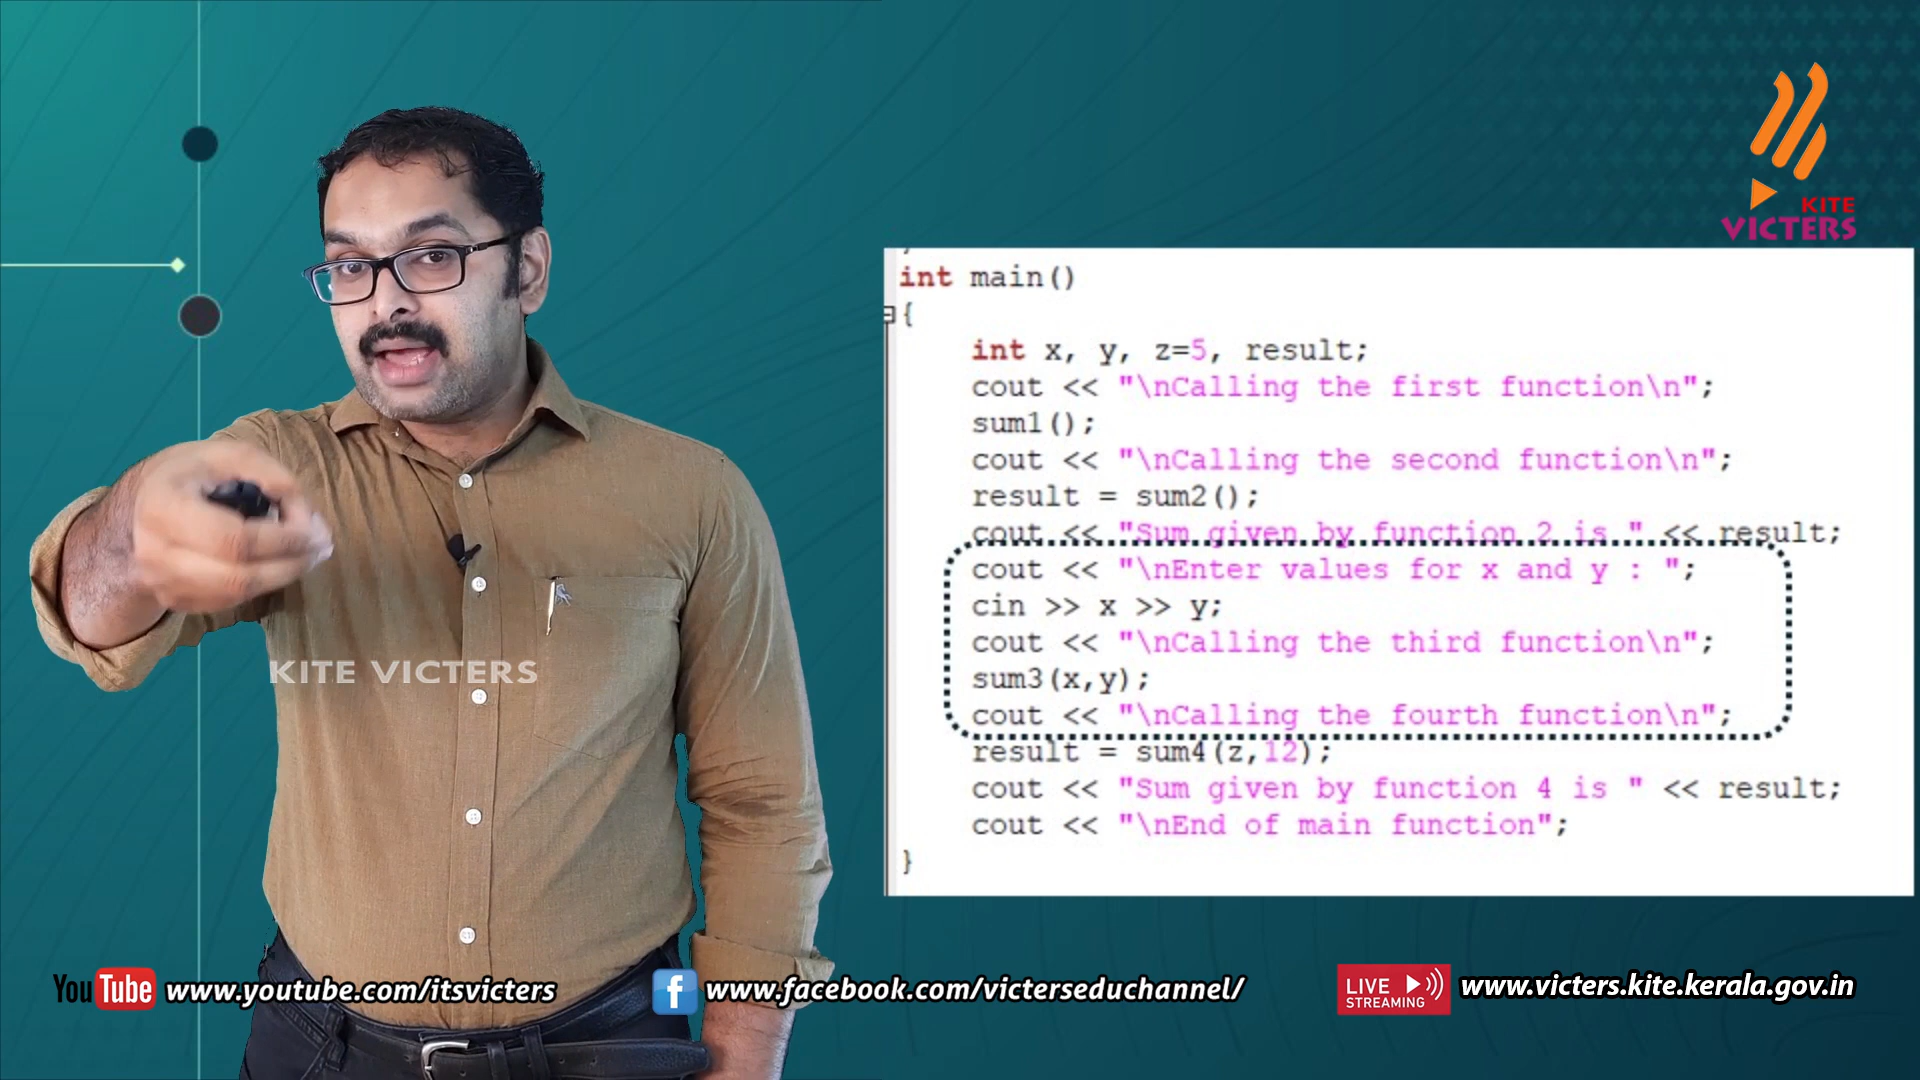 KITE
VICTERS
int main()
{
int x, y, z=5, result;
cout << "\nCalling the first function\n";
sum1();
cout << "\nCalling the second function\n";
result = sum2();
cout << "Sum given by function 2 is " << result;
cout << "\nEnter values for x and y : ";
cin >> x >> y;
cout << "\nCalling the third function\n";
sum3(x,y);
cout << "\nCalling the fourth function\n";
result = sum4(z,12);
cout << "Sum given by function 4 is " << result;
cout << "\nEnd of main function";
}
KITE VICTERS
YouTube www.youtube.com/itsvicters
f www.facebook.com/victerseduchannel/
LIVE STREAMING www.victers.kite.kerala.gov.in